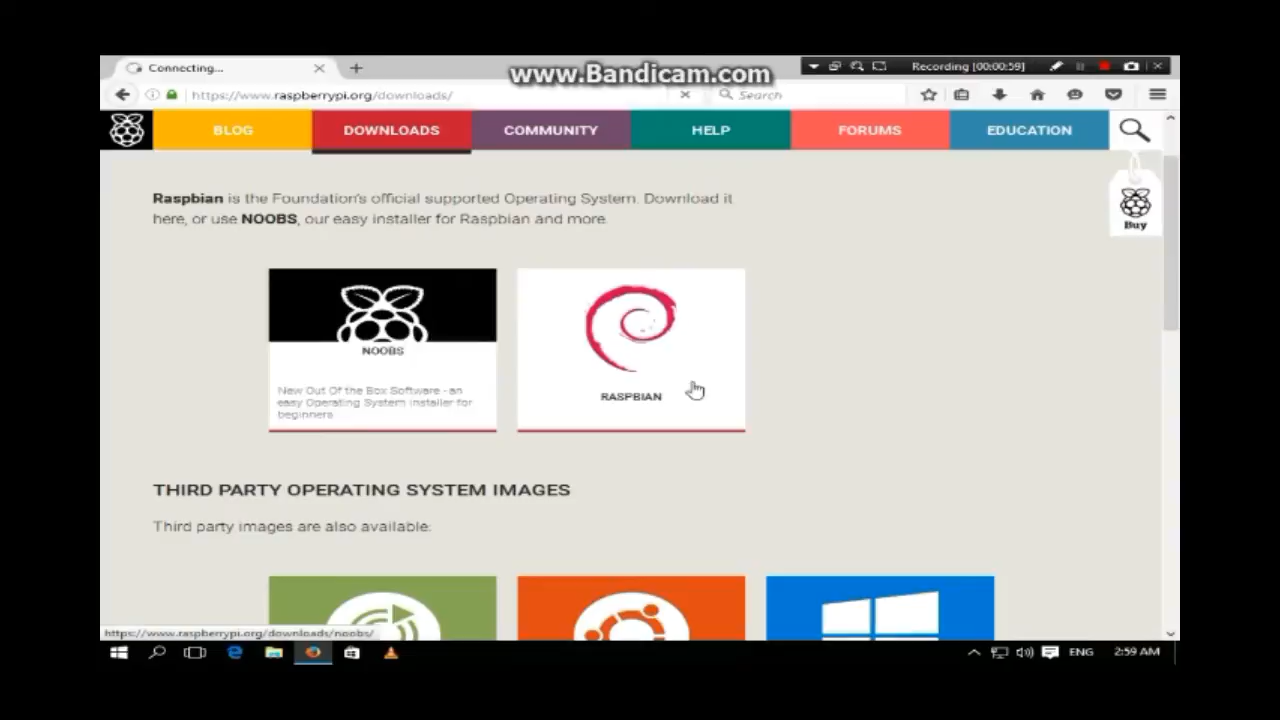 www.Bandicam.com
Connecting...
Recording [00:00:59]
https://www.raspberrypi.org/downloads/
Search
BLOG
DOWNLOADS
COMMUNITY
HELP
FORUMS
EDUCATION
Raspbian is the Foundation's official supported Operating System. Download it
here, or use NOOBS, our easy installer for Raspbian and more.
Buy
NOOBS
New Out Of the Box Software - an
easy Operating System installer for
beginners
RASPBIAN
THIRD PARTY OPERATING SYSTEM IMAGES
Third party images are also available:
https://www.raspberrypi.org/downloads/noobs/
ENG
2:59 AM